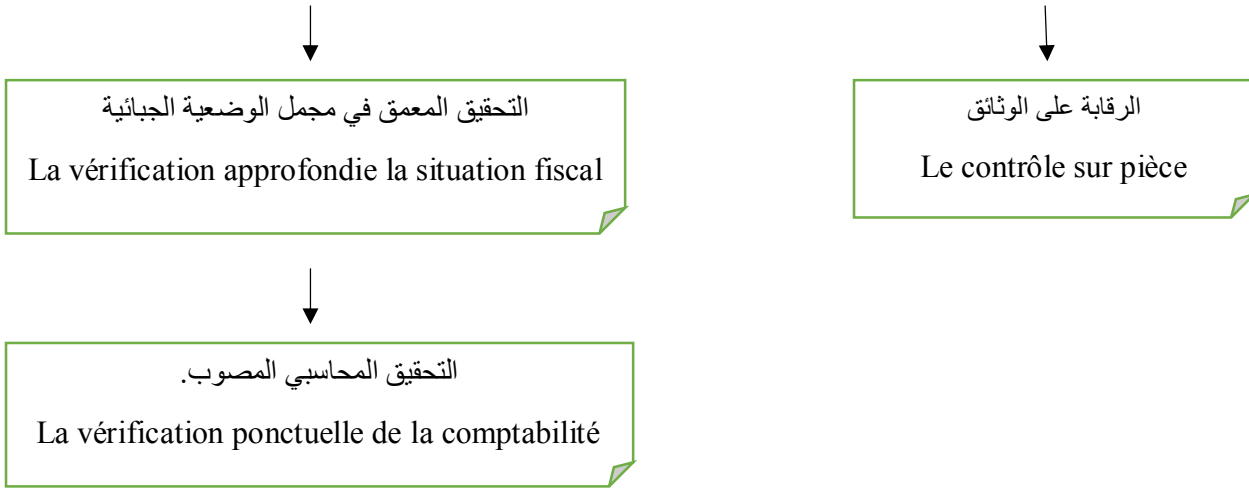 الرقابة على الوثائق
Le contrôle sur pièce
التحقيق المعمق في مجمل الوضعية الجبائية
La vérification approfondie la situation fiscal
التحقيق المحاسبي المصوب.
La vérification ponctuelle de la comptabilité